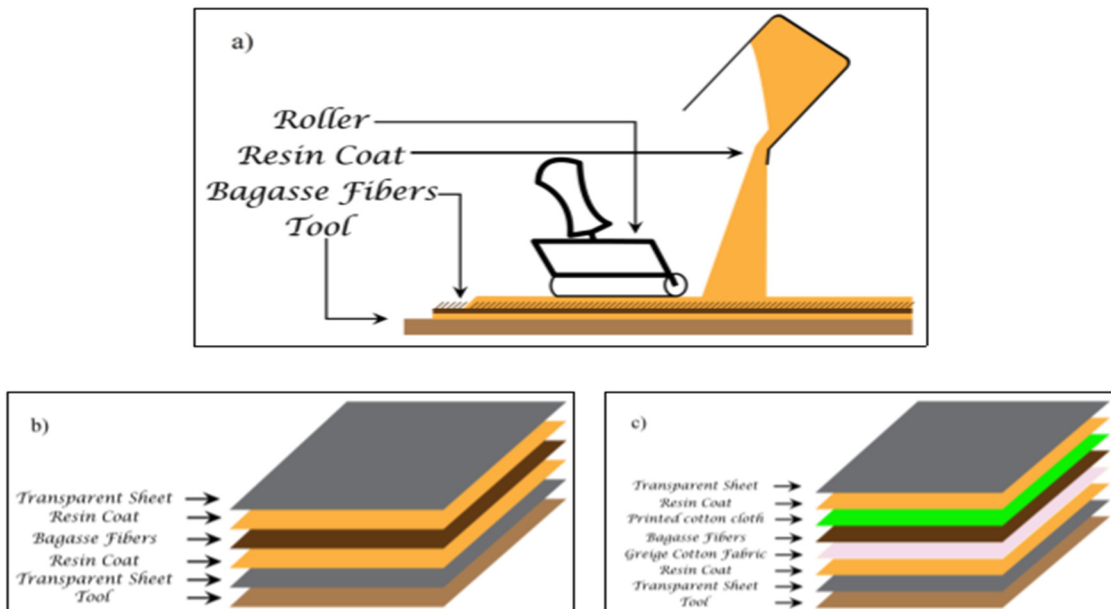 a)
Roller
Resin Coat
Bagasse Fibers
Tool
b)
Transparent Sheet
Resin Coat
Bagasse Fibers
Resin Coat
Transparent Sheet
Tool
c)
Transparent Sheet
Resin Coat
Printed cotton cloth
Bagasse Fibers
Greige Cotton Fabric
Resin Coat
Transparent Sheet
Tool